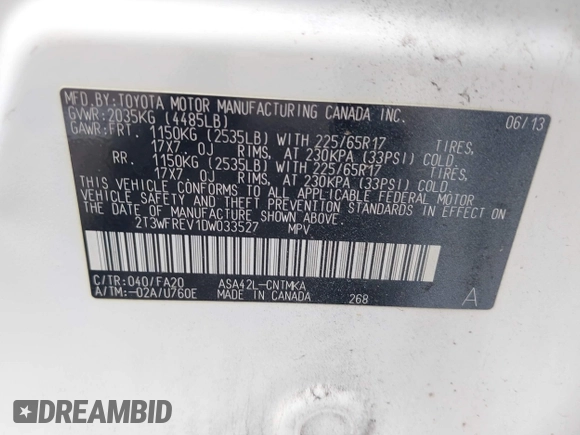 MFD.BY: TOYOTA MOTOR MANUFACTURING CANADA INC.
GVWR: 2035KG (4485LB) 06/13
GAWR: FRT. 1150KG (2535LB) WITH 225/65R17 TIRES,
17X7 OJ RIMS, AT 230KPA (33PSI) COLD
RR. 1150KG (2535LB) WITH 225/65R17 TIRES,
17X7 OJ RIMS, AT 230KPA (33PSI) COLD.
THIS VEHICLE CONFORMS TO ALL APPLICABLE FEDERAL MOTOR
VEHICLE SAFETY AND THEFT PREVENTION STANDARDS IN EFFECT
ON THE DATE OF MANUFACTURE SHOWN ABOVE.
2T3WFREV1DW033527 MPV
C/TR: 040/FA20 ASA42L-CNTMKA
A/TM: -02A/U760E MADE IN CANADA 268 A
DREAMBID